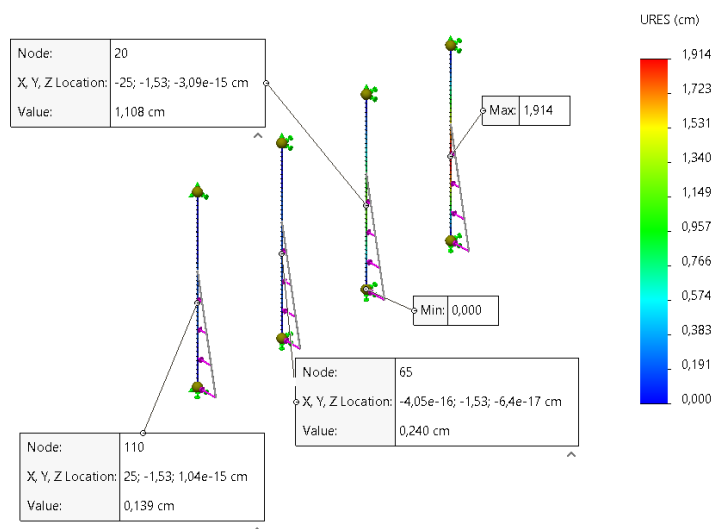 URES (cm)
1,914
1,723
1,531
1,340
1,149
0,957
0,766
0,574
0,383
0,191
0,000
Node: 20
X, Y, Z Location: -25; -1,53; -3,09e-15 cm
Value: 1,108 cm
Max: 1,914
Min: 0,000
Node: 65
X, Y, Z Location: -4,05e-16; -1,53; -6,4e-17 cm
Value: 0,240 cm
Node: 110
X, Y, Z Location: 25; -1,53; 1,04e-15 cm
Value: 0,139 cm